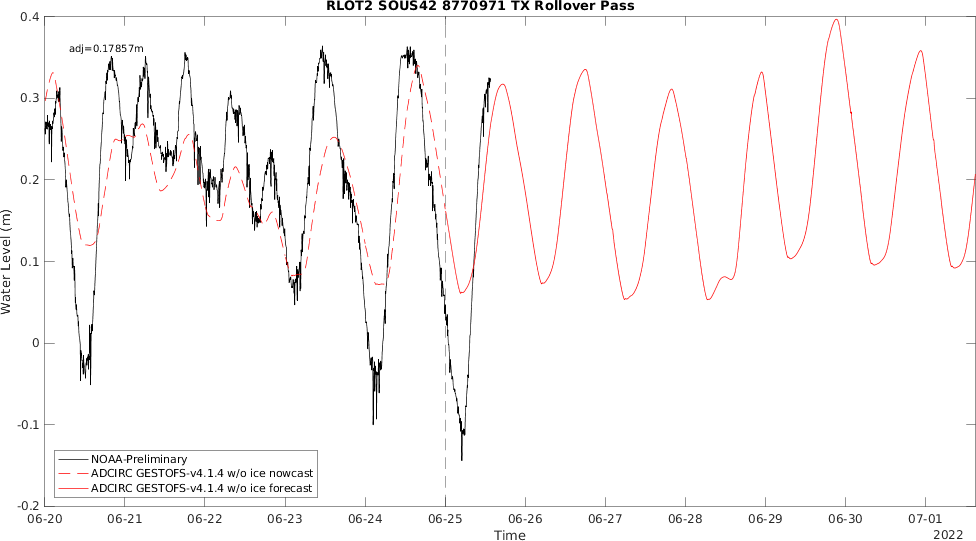 RLOT2 SOUS42 8770971 TX Rollover Pass
adj=0.17857m
0.4
0.3
0.2
0.1
0
-0.1
-0.2
Water Level (m)
NOAA-Preliminary
ADCIRC GESTOFS-v4.1.4 w/o ice nowcast
ADCIRC GESTOFS-v4.1.4 w/o ice forecast
06-20 06-21 06-22 06-23 06-24 06-25 06-26 06-27 06-28 06-29 06-30 07-01
Time
2022